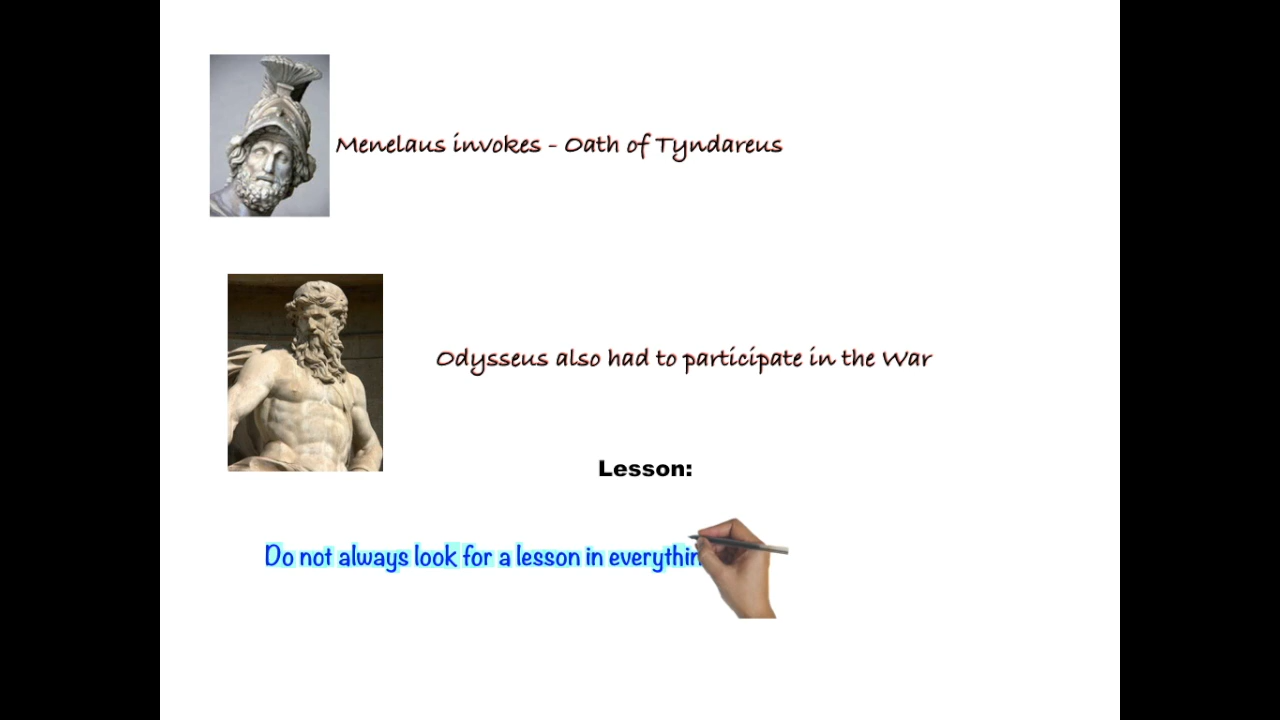 Menelaus invokes - Oath of Tyndareus
Odysseus also had to participate in the War
Lesson:
Do not always look for a lesson in everythin